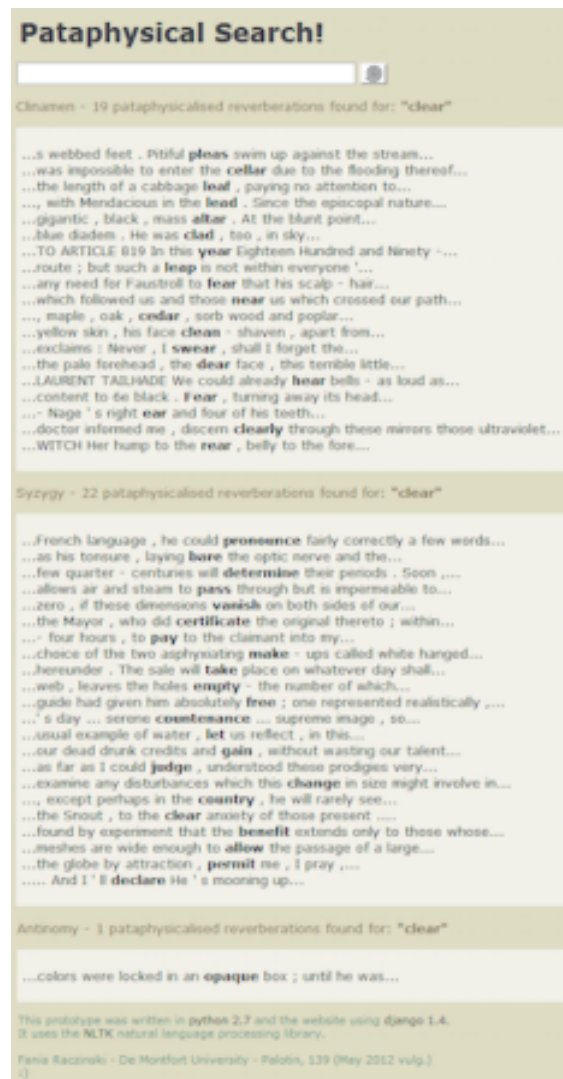 Pataphysical Search!
Clinamen - 19 pataphysicalised reverberations found for: "clear"
...s webbed feet . Pitiful pleas swim up against the stream...
...was impossible to enter the cellar due to the flooding thereof...
...the length of a cabbage leaf , paying no attention to...
..., with Mendacious in the lead . Since the episcopal nature...
...gigantic , black , mass altar . At the blunt point...
...blue diadem . He was clad , too , in sky...
...TO ARTICLE 819 In this year Eighteen Hundred and Ninety -...
...route ; but such a leap is not within everyone '...
...any need for Faustroll to fear that his scalp - hair...
...which followed us and those near us which crossed our path...
..., maple , oak , cedar , sorb wood and poplar...
...yellow skin , his face clean - shaven , apart from...
...exclaims : Never , I swear , shall I forget the...
...the pale forehead , the dear face , this terrible little...
...LAURENT TAILHADE We could already hear bells - as loud as...
...content to 6e black . Fear , turning away its head...
...- Nage ' s right ear and four of his teeth...
...doctor informed me , discern clearly through these mirrors those ultraviolet...
...WITCH Her hump to the rear , belly to the fore...
Syzygy - 22 pataphysicalised reverberations found for: "clear"
...French language , he could pronounce fairly correctly a few words...
...as his tonsure , laying bare the optic nerve and the...
...few quarter - centuries will determine their periods . Soon ,...
...allows air and steam to pass through but is impermeable to...
...zero , if these dimensions vanish on both sides of our...
...the Mayor , who did certificate the original thereto ; within...
...- four hours , to pay to the claimant into my...
...choice of the two asphyxiating make - ups called white hanged...
...hereunder . The sale will take place on whatever day shall...
...web , leaves the holes empty - the number of which...
...guide had given him absolutely free ; one represented realistically ,...
...' s day ... serene countenance ... supreme image , so...
...usual example of water , let us reflect , in this...
...our dead drunk credits and gain , without wasting our talent...
...as far as I could judge , understood these prodigies very...
...examine any disturbances which this change in size might involve in...
..., except perhaps in the country , he will rarely see...
...the Snout , to the clear anxiety of those present ....
...found by experiment that the benefit extends only to those whose...
...meshes are wide enough to allow the passage of a large...
...the globe by attraction , permit me , I pray ,...
..... And I ' ll declare He ' s mooning up...
Antinomy - 1 pataphysicalised reverberations found for: "clear"
...colors were locked in an opaque box ; until he was...
This prototype was written in python 2.7 and the website using django 1.4.
It uses the NLTK natural language processing library.
Fania Raczinski - De Montfort University - Palotin, 139 (May 2012 vulg.)
:)